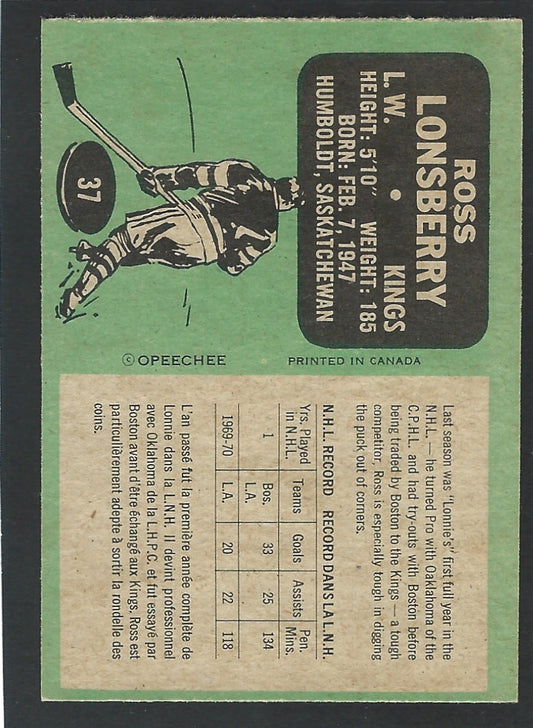 ROSS
LONSBERRY
L.W. • KINGS
HEIGHT: 5'10" WEIGHT: 185
BORN: FEB. 7, 1947
HUMBOLDT, SASKATCHEWAN
37
© OPEECHEE PRINTED IN CANADA
Last season was "Lonnie's" first full year in the
N.H.L. — he turned Pro with Oaklahoma of the
C.P.H.L. and had try-outs with Boston before
being traded by Boston to the Kings — a tough
competitor, Ross is especially tough in digging
the puck out of corners.
N.H.L. RECORD RECORD DANS LA L.N.H.
Yrs. Played in N.H.L. Teams Goals Assists Pen. Mins.
1 Bos. L.A. 33 25 134
1969-70 L.A. 20 22 118
L'an passé fut la première année complète de
Lonnie dans la L.N.H. Il devint professionnel
avec Oklahoma de la L.H.P.C. et fut essayé par
Boston avant d'être échangé aux Kings. Ross est
particulièrement adepte à sortir la rondelle des
coins.